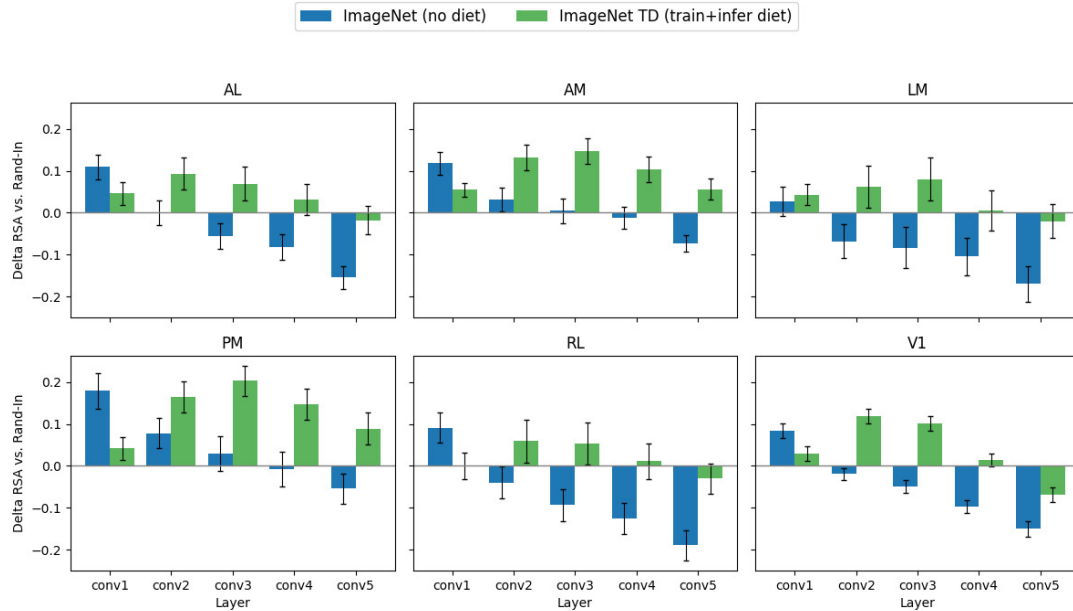 ImageNet (no diet) ImageNet TD (train+infer diet)
AL AM LM
Delta RSA vs. Rand-In
0.2
0.1
0.0
−0.1
−0.2
PM RL V1
Delta RSA vs. Rand-In
0.2
0.1
0.0
−0.1
−0.2
conv1 conv2 conv3 conv4 conv5 conv1 conv2 conv3 conv4 conv5 conv1 conv2 conv3 conv4 conv5
Layer Layer Layer